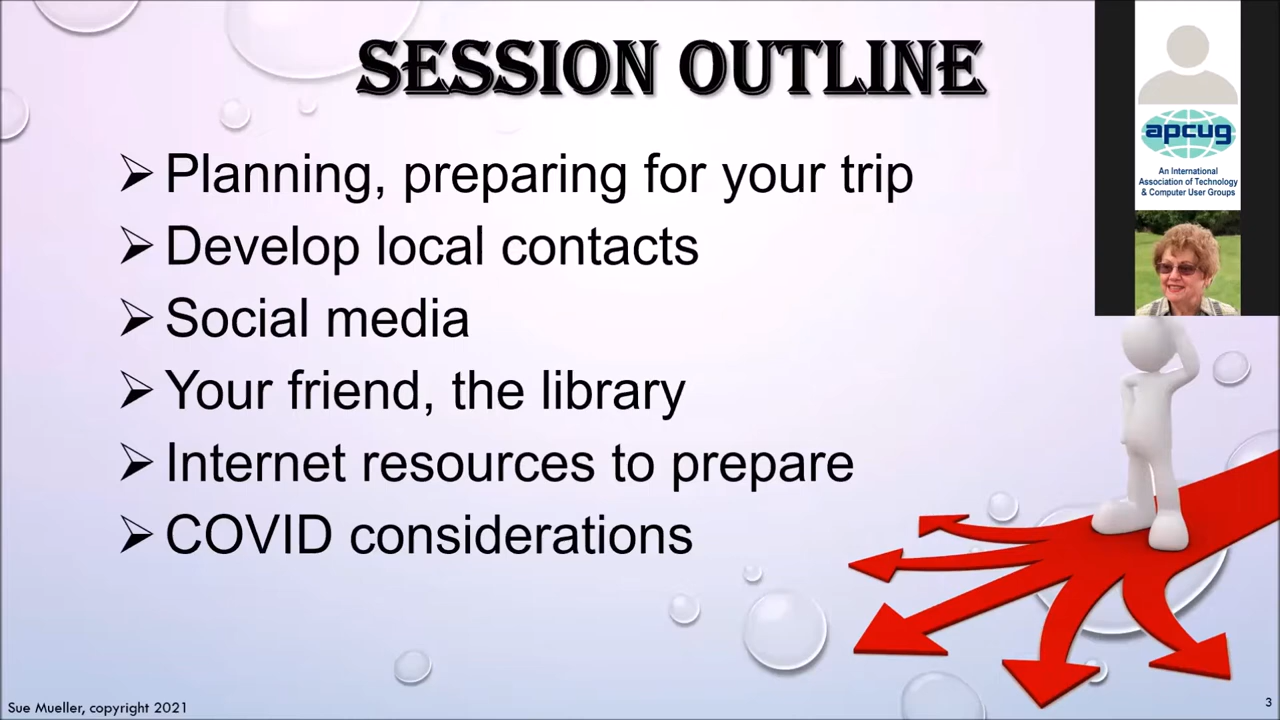 SESSION OUTLINE
Planning, preparing for your trip
Develop local contacts
Social media
Your friend, the library
Internet resources to prepare
COVID considerations
apcug
An International
Association of Technology
& Computer User Groups
Sue Mueller, copyright 2021
3